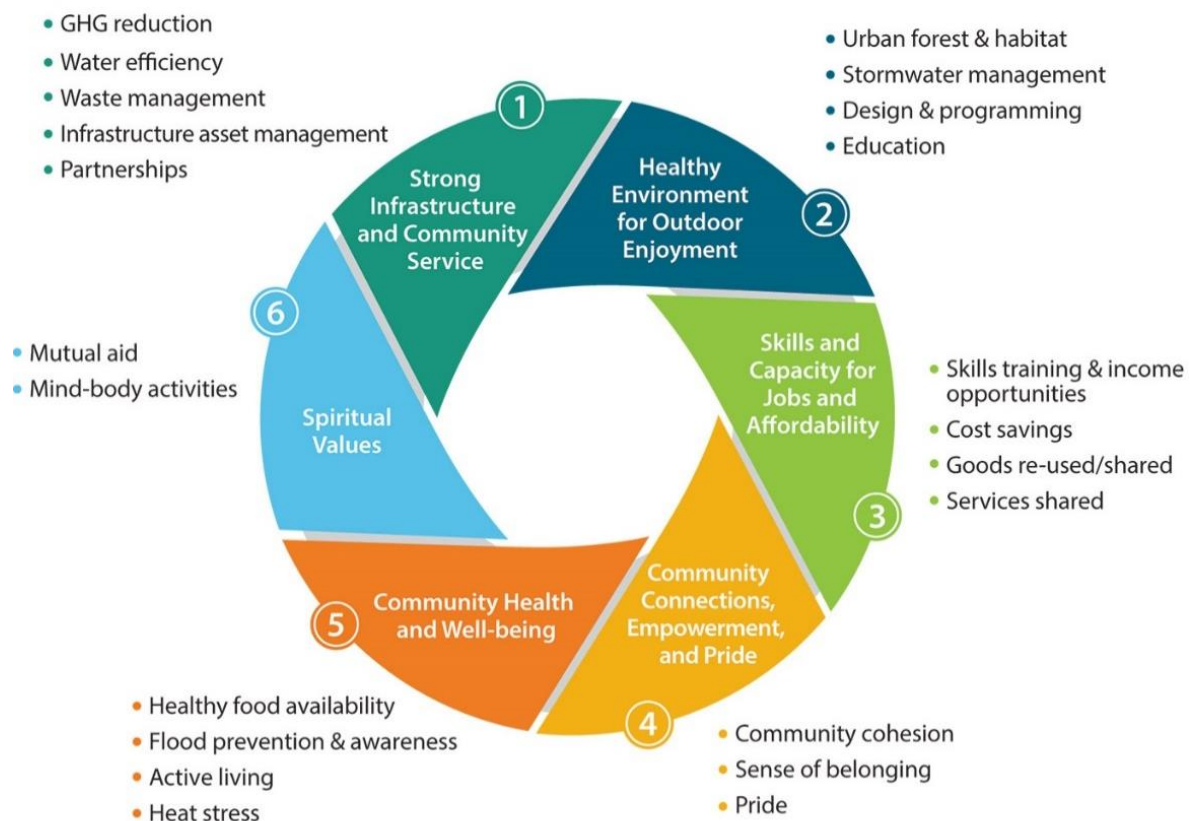 • GHG reduction
• Water efficiency
• Waste management
• Infrastructure asset management
• Partnerships
1
Strong
Infrastructure
and Community
Service
• Urban forest & habitat
• Stormwater management
• Design & programming
• Education
2
Healthy
Environment
for Outdoor
Enjoyment
3
Skills and
Capacity for
Jobs and
Affordability
• Skills training & income
opportunities
• Cost savings
• Goods re-used/shared
• Services shared
4
Community
Connections,
Empowerment,
and Pride
• Community cohesion
• Sense of belonging
• Pride
5
Community Health
and Well-being
• Healthy food availability
• Flood prevention & awareness
• Active living
• Heat stress
6
Spiritual
Values
• Mutual aid
• Mind-body activities